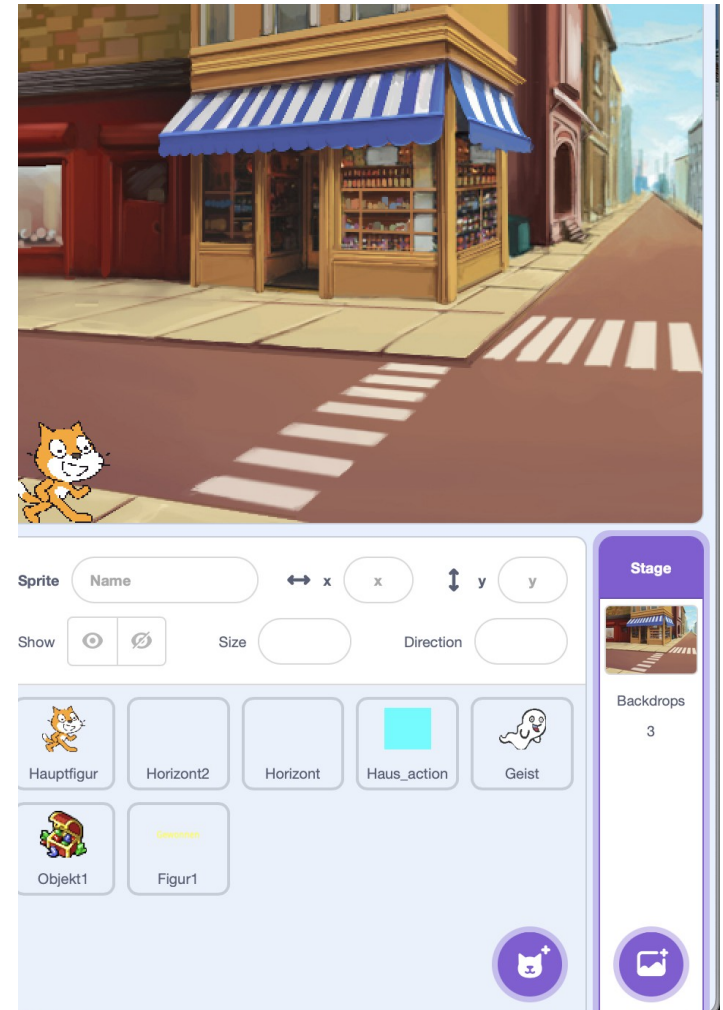 Sprite Name x x y y
Show Size Direction
Stage
Backdrops
3
Hauptfigur Horizont2 Horizont Haus_action Geist
Objekt1 Figur1